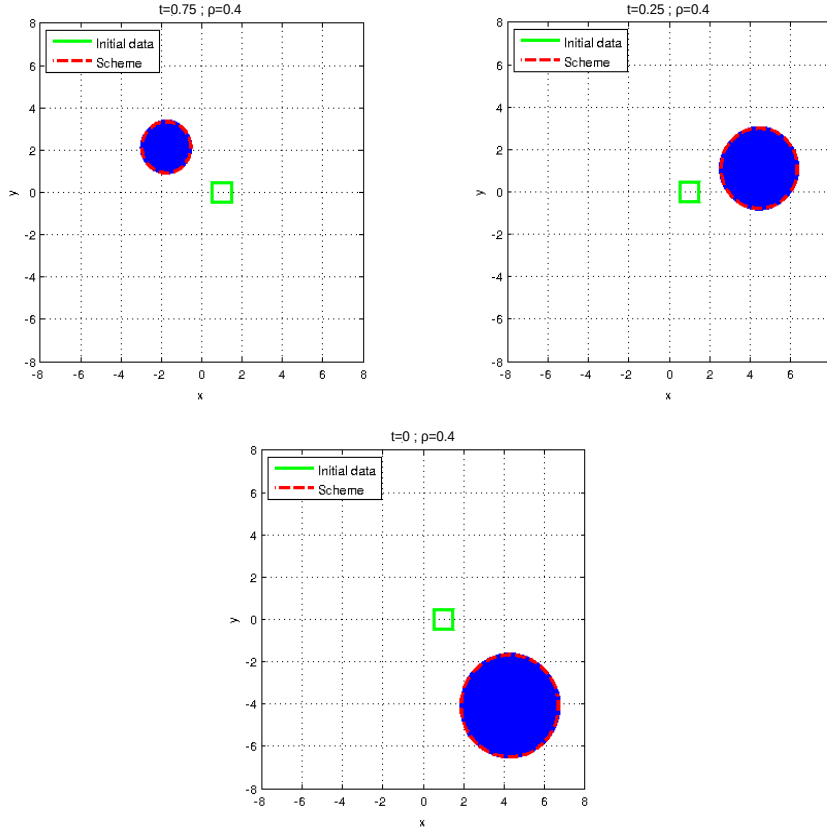 t=0.75 ; ρ=0.4
Initial data
Scheme
8
6
4
2
0
-2
-4
-6
-8
y
-8 -6 -4 -2 0 2 4 6 8
x
t=0.25 ; ρ=0.4
Initial data
Scheme
8
6
4
2
0
-2
-4
-6
-8
y
-8 -6 -4 -2 0 2 4 6
x
t=0 ; ρ=0.4
Initial data
Scheme
8
6
4
2
0
-2
-4
-6
-8
y
-8 -6 -4 -2 0 2 4 6 8
x